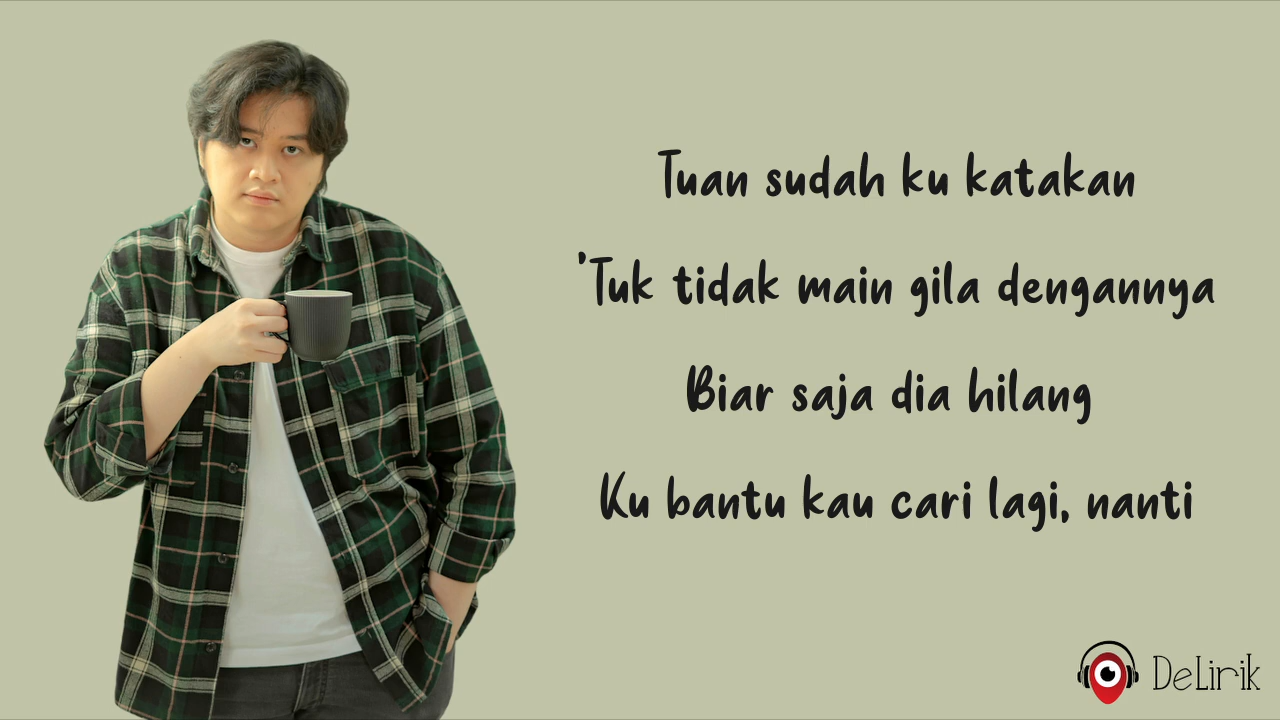 Tuan sudah ku katakan
'Tuk tidak main gila dengannya
Biar saja dia hilang
Ku bantu kau cari lagi, nanti
DeLirik